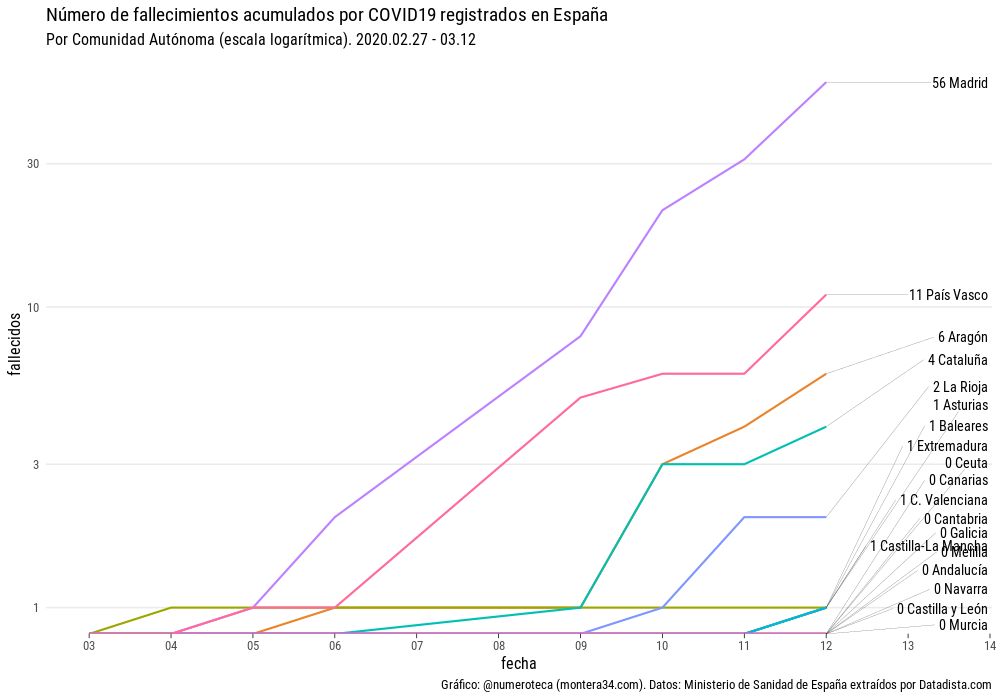 Número de fallecimientos acumulados por COVID19 registrados en España
Por Comunidad Autónoma (escala logarítmica). 2020.02.27 - 03.12
56 Madrid
30
11 País Vasco
10
6 Aragón
fallecidos
4 Cataluña
2 La Rioja
1 Asturias
1 Baleares
1 Extremadura
3
0 Ceuta
0 Canarias
1 C. Valenciana
0 Cantabria
0 Galicia
1 Castilla-La Mancha
0 Melilla
0 Andalucía
0 Navarra
1
0 Castilla y León
0 Murcia
03 04 05 06 07 08 09 10 11 12 13 14
fecha
Gráfico: @numeroteca (montera34.com). Datos: Ministerio de Sanidad de España extraídos por Datadista.com